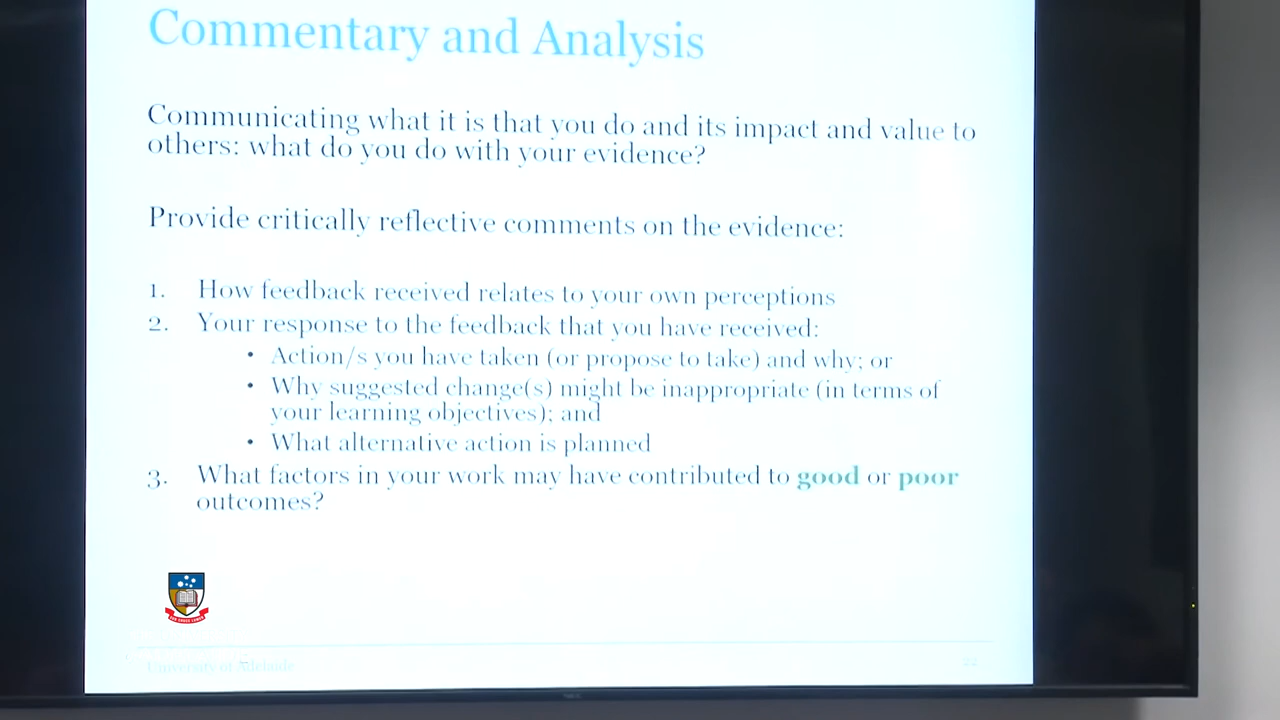 Commentary and Analysis
Communicating what it is that you do and its impact and value to
others: what do you do with your evidence?
Provide critically reflective comments on the evidence:
1. How feedback received relates to your own perceptions
2. Your response to the feedback that you have received:
• Action/s you have taken (or propose to take) and why; or
• Why suggested change(s) might be inappropriate (in terms of
your learning objectives); and
• What alternative action is planned
3. What factors in your work may have contributed to good or poor
outcomes?
University of Adelaide